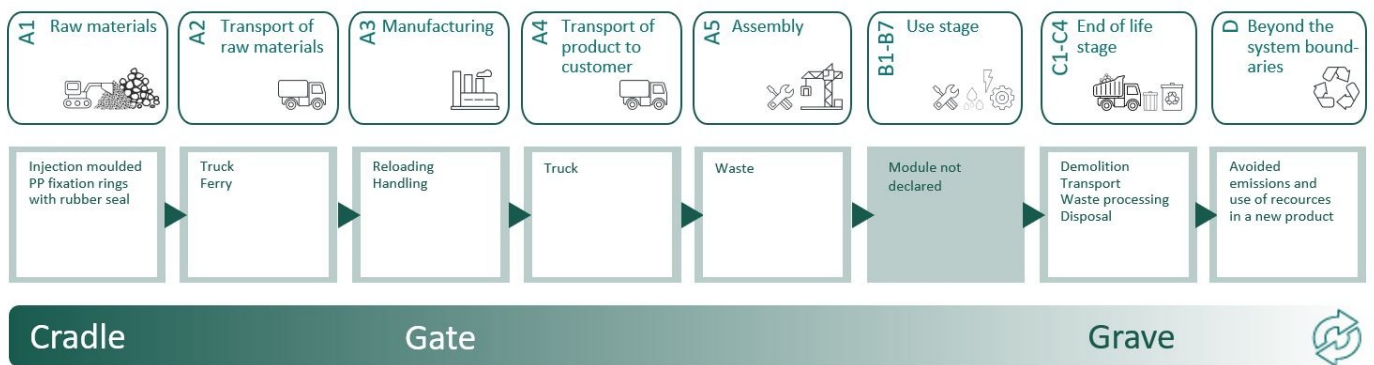 A1
Raw materials
A2
Transport of
raw materials
A3
Manufacturing
A4
Transport of
product to
customer
A5
Assembly
B1-B7
Use stage
C1-C4
End of life
stage
D
Beyond the
system bound-
aries
Injection moulded
PP fixation rings
with rubber seal
Truck
Ferry
Reloading
Handling
Truck
Waste
Module not
declared
Demolition
Transport
Waste processing
Disposal
Avoided
emissions and
use of recources
in a new product
Cradle
Gate
Grave